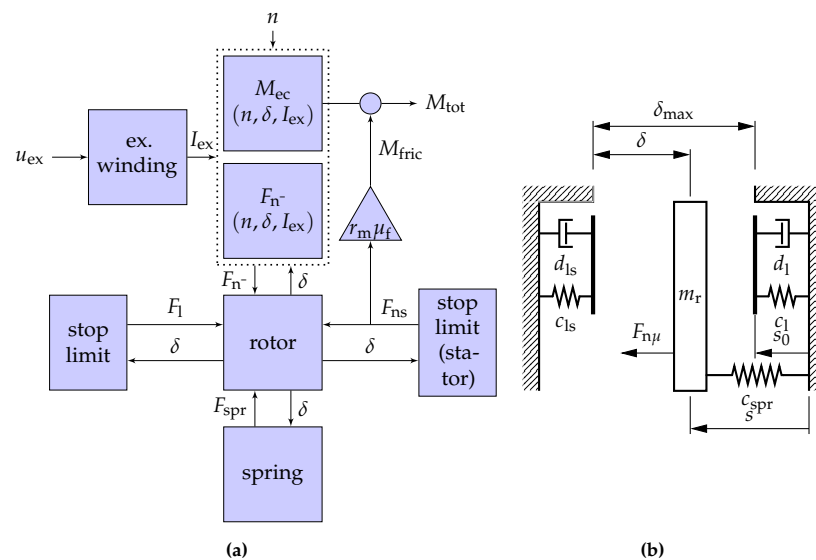 n
M_ec
(n, δ, I_ex)
M_tot
u_ex
ex.
winding
I_ex
M_fric
F_n-
(n, δ, I_ex)
r_m μ_f
F_n-
δ
F_l
F_ns
stop
limit
δ
rotor
δ
stop
limit
(sta-
tor)
F_spr
δ
spring
(a)
δ_max
δ
d_ls
d_l
m_r
c_ls
c_l
s_0
F_nμ
c_spr
s
(b)